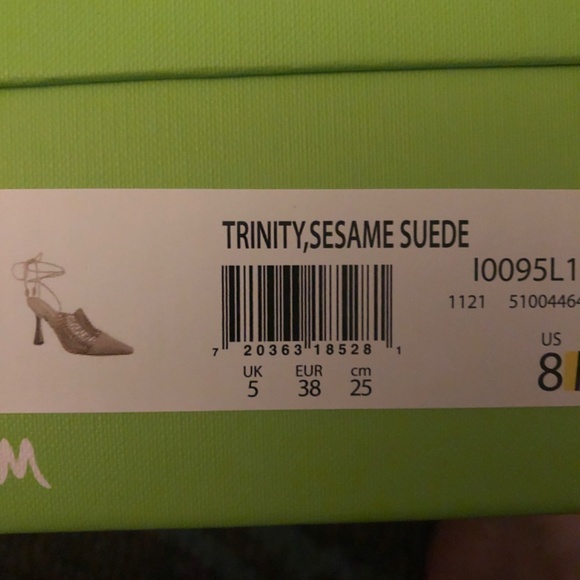 TRINITY,SESAME SUEDE
I0095L1
1121 51004464
7 20363 18528 1
UK EUR cm
5 38 25
US
8
M